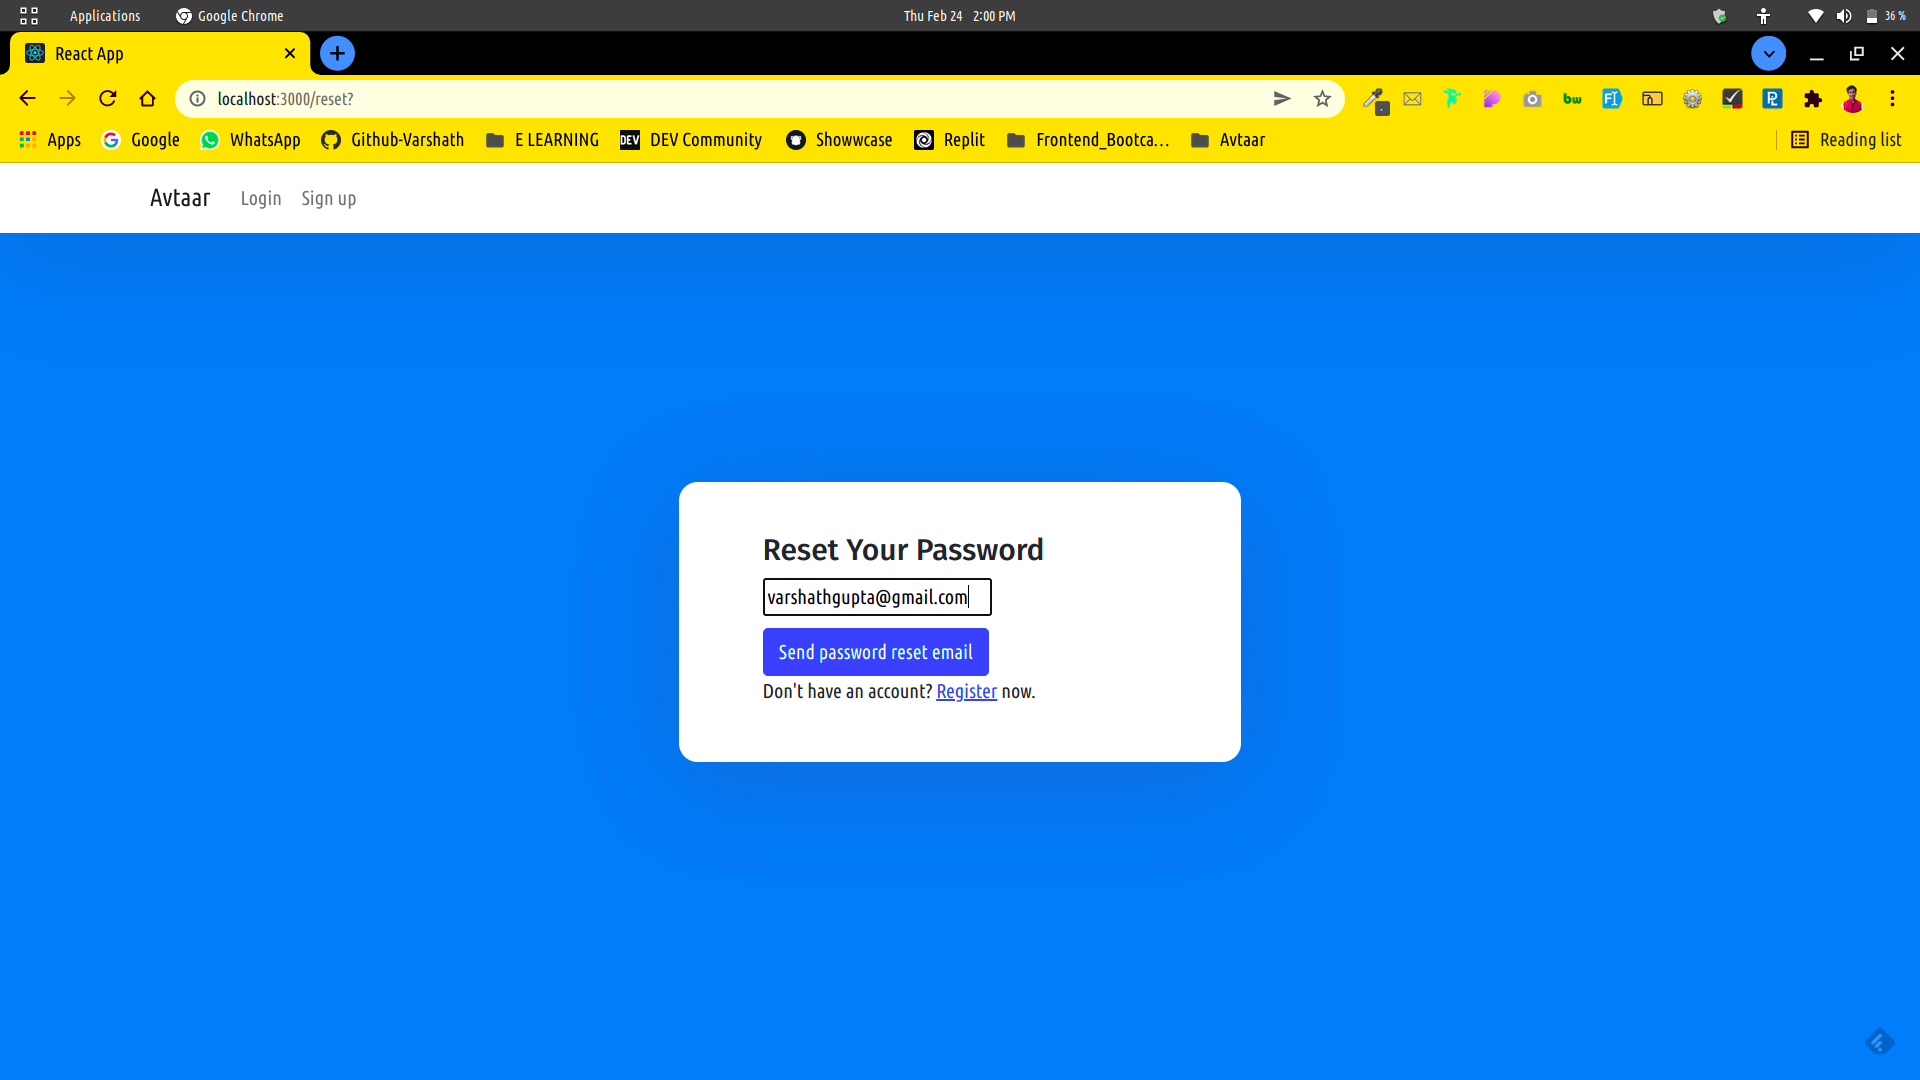 Applications Google Chrome Thu Feb 24 2:00 PM 36 %
React App
localhost:3000/reset?
Apps Google WhatsApp Github-Varshath E LEARNING DEV DEV Community Showwcase Replit Frontend_Bootca... Avtaar Reading list
Avtaar Login Sign up
Reset Your Password
varshathgupta@gmail.com
Send password reset email
Don't have an account? Register now.